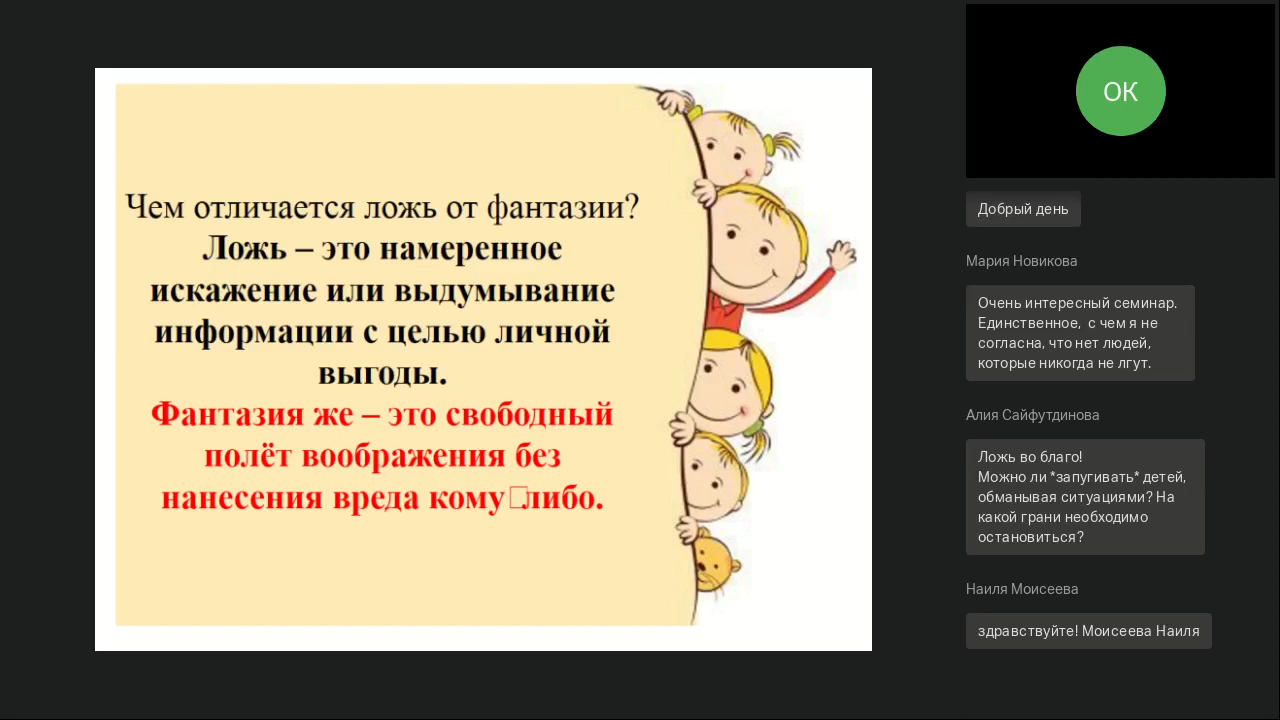 Чем отличается ложь от фантазии?
Ложь – это намеренное
искажение или выдумывание
информации с целью личной
выгоды.
Фантазия же – это свободный
полёт воображения без
нанесения вреда кому□либо.
ОК
Добрый день
Мария Новикова
Очень интересный семинар.
Единственное, с чем я не
согласна, что нет людей,
которые никогда не лгут.
Алия Сайфутдинова
Ложь во благо!
Можно ли *запугивать* детей,
обманывая ситуациями? На
какой грани необходимо
остановиться?
Наиля Моисеева
здравствуйте! Моисеева Наиля